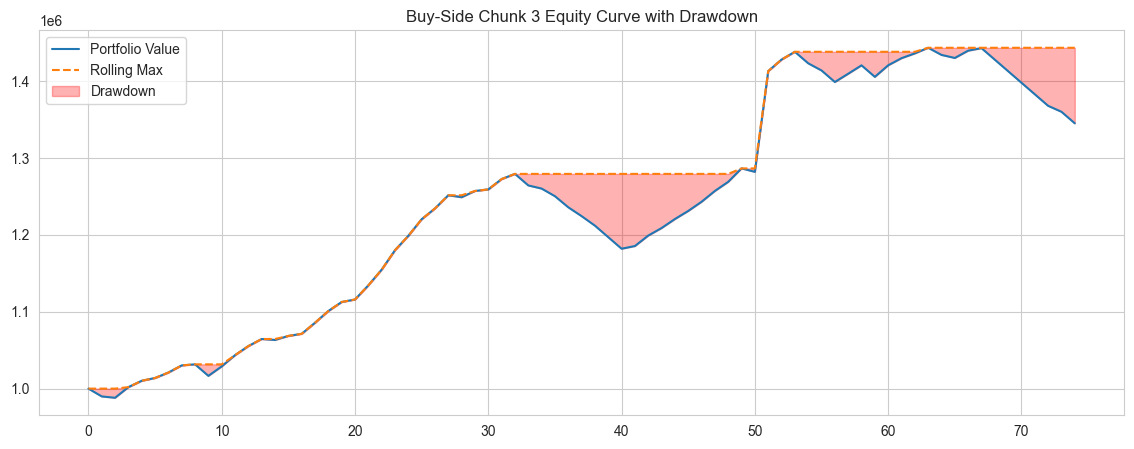 Buy-Side Chunk 3 Equity Curve with Drawdown
1e6
Portfolio Value
Rolling Max
Drawdown
1.4
1.3
1.2
1.1
1.0
0 10 20 30 40 50 60 70